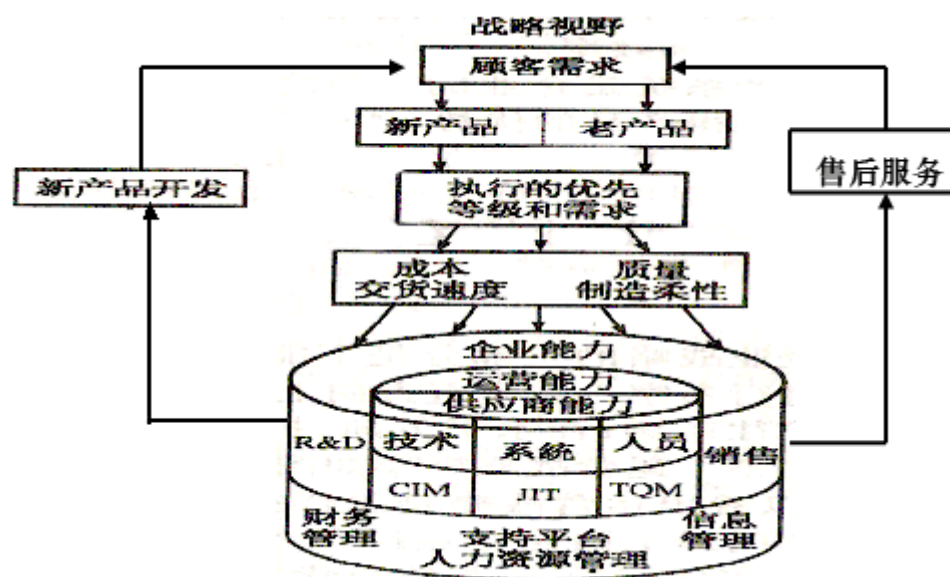 战略视野
顾客需求
新产品 老产品
新产品开发
售后服务
执行的优先
等级和需求
成本 质量
交货速度 制造柔性
企业能力
运营能力
供应商能力
R&D 技术 系统 人员 销售
CIM JIT TQM
财务 信息
管理 支持平台 管理
人力资源管理